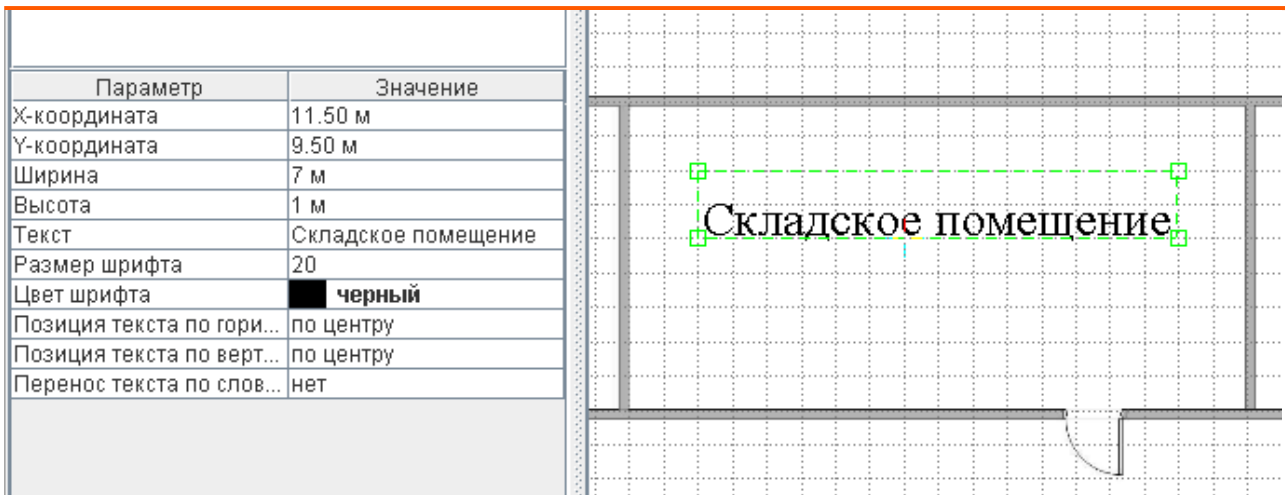 Параметр Значение
X-координата 11.50 м
Y-координата 9.50 м
Ширина 7 м
Высота 1 м
Текст Складское помещение
Размер шрифта 20
Цвет шрифта черный
Позиция текста по гори... по центру
Позиция текста по верт... по центру
Перенос текста по слов... нет
Складское помещение